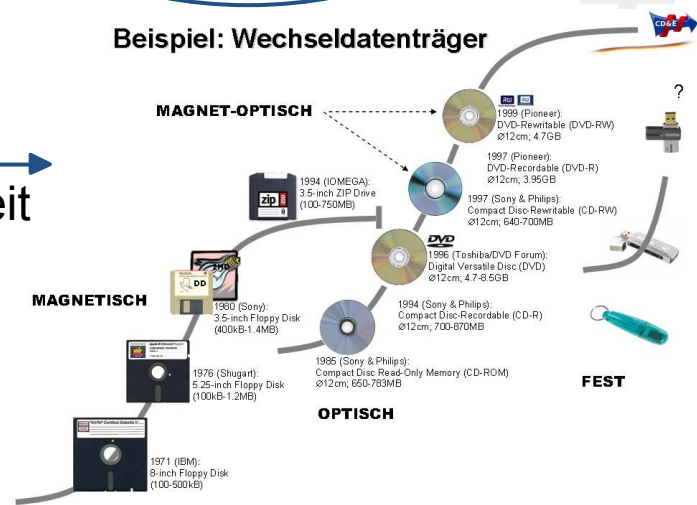 CD&E
Beispiel: Wechseldatenträger
?
MAGNET-OPTISCH
1999 (Pioneer):
DVD-Rewritable (DVD-RW)
Ø12cm; 4.7GB
1997 (Pioneer):
DVD-Recordable (DVD-R)
Ø12cm; 3.95GB
eit
1994 (IOMEGA):
3.5-inch ZIP Drive
(100-750MB)
zip
1997 (Sony & Philips):
Compact Disc-Rewritable (CD-RW)
Ø12cm; 640-700MB
DVD
1996 (Toshiba/DVD Forum):
Digital Versatile Disc (DVD)
Ø12cm; 4.7-8.5GB
2HD
DD
MAGNETISCH
1980 (Sony):
3.5-inch Floppy Disk
(400kB-1.4MB)
1994 (Sony & Philips):
Compact Disc-Recordable (CD-R)
Ø12cm; 700-870MB
1985 (Sony & Philips):
Compact Disc Read-Only Memory (CD-ROM)
Ø12cm; 650-783MB
1976 (Shugart):
5.25-inch Floppy Disk
(100kB-1.2MB)
FEST
OPTISCH
1971 (IBM):
8-inch Floppy Disk
(100-500kB)